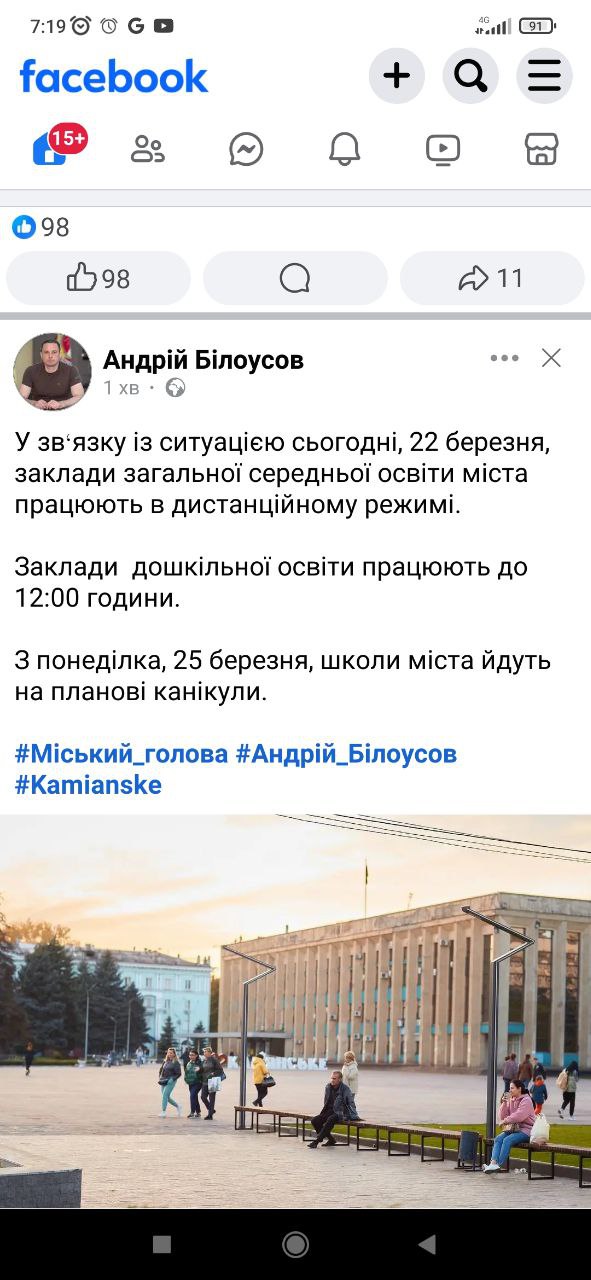 7:19 G 4G 91
facebook
15+
98
98 11
Андрій Білоусов
1 хв ·
У зв‘язку із ситуацією сьогодні, 22 березня,
заклади загальної середньої освіти міста
працюють в дистанційному режимі.
Заклади дошкільної освіти працюють до
12:00 години.
З понеділка, 25 березня, школи міста йдуть
на планові канікули.
#Міський_голова #Андрій_Білоусов
#Kamianske